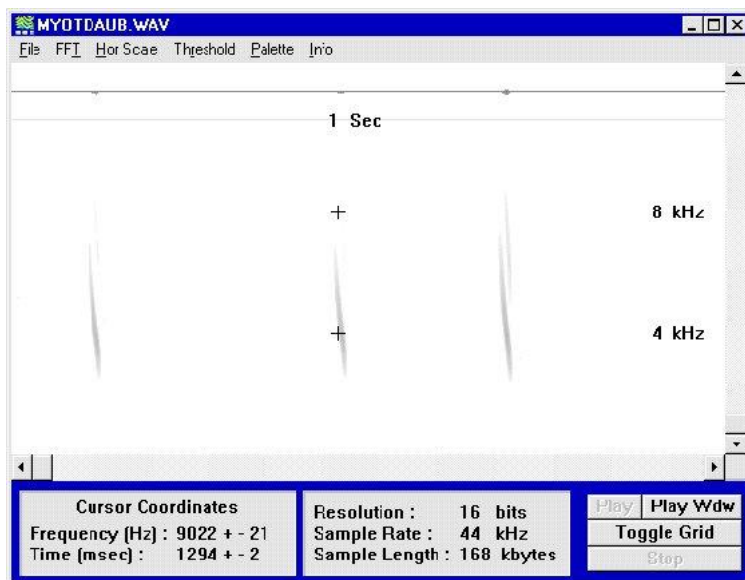 MYOTDAUB.WAV
File FFT Hor Scae Threshold Palette Info
1 Sec
8 kHz
4 kHz
Cursor Coordinates
Frequency (Hz) : 9022 + - 21
Time (msec) : 1294 + - 2
Resolution : 16 bits
Sample Rate : 44 kHz
Sample Length : 168 kbytes
Play Play Wdw
Toggle Grid
Stop